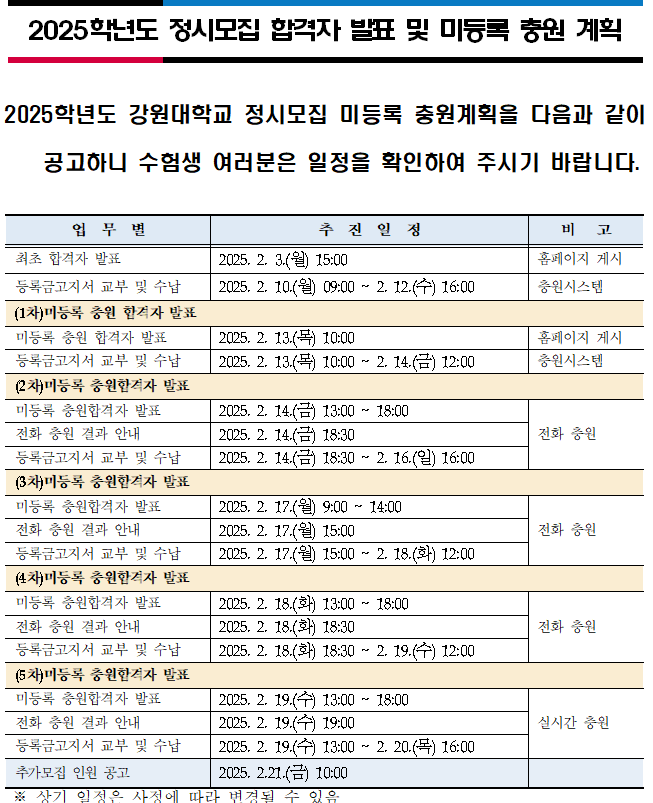 2025학년도 정시모집 합격자 발표 및 미등록 충원 계획
2025학년도 강원대학교 정시모집 미등록 충원계획을 다음과 같이
공고하니 수험생 여러분은 일정을 확인하여 주시기 바랍니다.
업 무 별 추 진 일 정 비 고
최초 합격자 발표 2025. 2. 3.(월) 15:00 홈페이지 게시
등록금고지서 교부 및 수납 2025. 2. 10.(월) 09:00 ~ 2. 12.(수) 16:00 충원시스템
(1차)미등록 충원 합격자 발표
미등록 충원 합격자 발표 2025. 2. 13.(목) 10:00 홈페이지 게시
등록금고지서 교부 및 수납 2025. 2. 13.(목) 10:00 ~ 2. 14.(금) 12:00 충원시스템
(2차)미등록 충원합격자 발표
미등록 충원합격자 발표 2025. 2. 14.(금) 13:00 ~ 18:00
전화 충원 결과 안내 2025. 2. 14.(금) 18:30 전화 충원
등록금고지서 교부 및 수납 2025. 2. 14.(금) 18:30 ~ 2. 16.(일) 16:00
(3차)미등록 충원합격자 발표
미등록 충원합격자 발표 2025. 2. 17.(월) 9:00 ~ 14:00
전화 충원 결과 안내 2025. 2. 17.(월) 15:00 전화 충원
등록금고지서 교부 및 수납 2025. 2. 17.(월) 15:00 ~ 2. 18.(화) 12:00
(4차)미등록 충원합격자 발표
미등록 충원합격자 발표 2025. 2. 18.(화) 13:00 ~ 18:00
전화 충원 결과 안내 2025. 2. 18.(화) 18:30 전화 충원
등록금고지서 교부 및 수납 2025. 2. 18.(화) 18:30 ~ 2. 19.(수) 12:00
(5차)미등록 충원합격자 발표
미등록 충원합격자 발표 2025. 2. 19.(수) 13:00 ~ 18:00
전화 충원 결과 안내 2025. 2. 19.(수) 19:00 실시간 충원
등록금고지서 교부 및 수납 2025. 2. 19.(수) 13:00 ~ 2. 20.(목) 16:00
추가모집 인원 공고 2025. 2.21.(금) 10:00
※ 상기 일정은 사정에 따라 변경될 수 있음